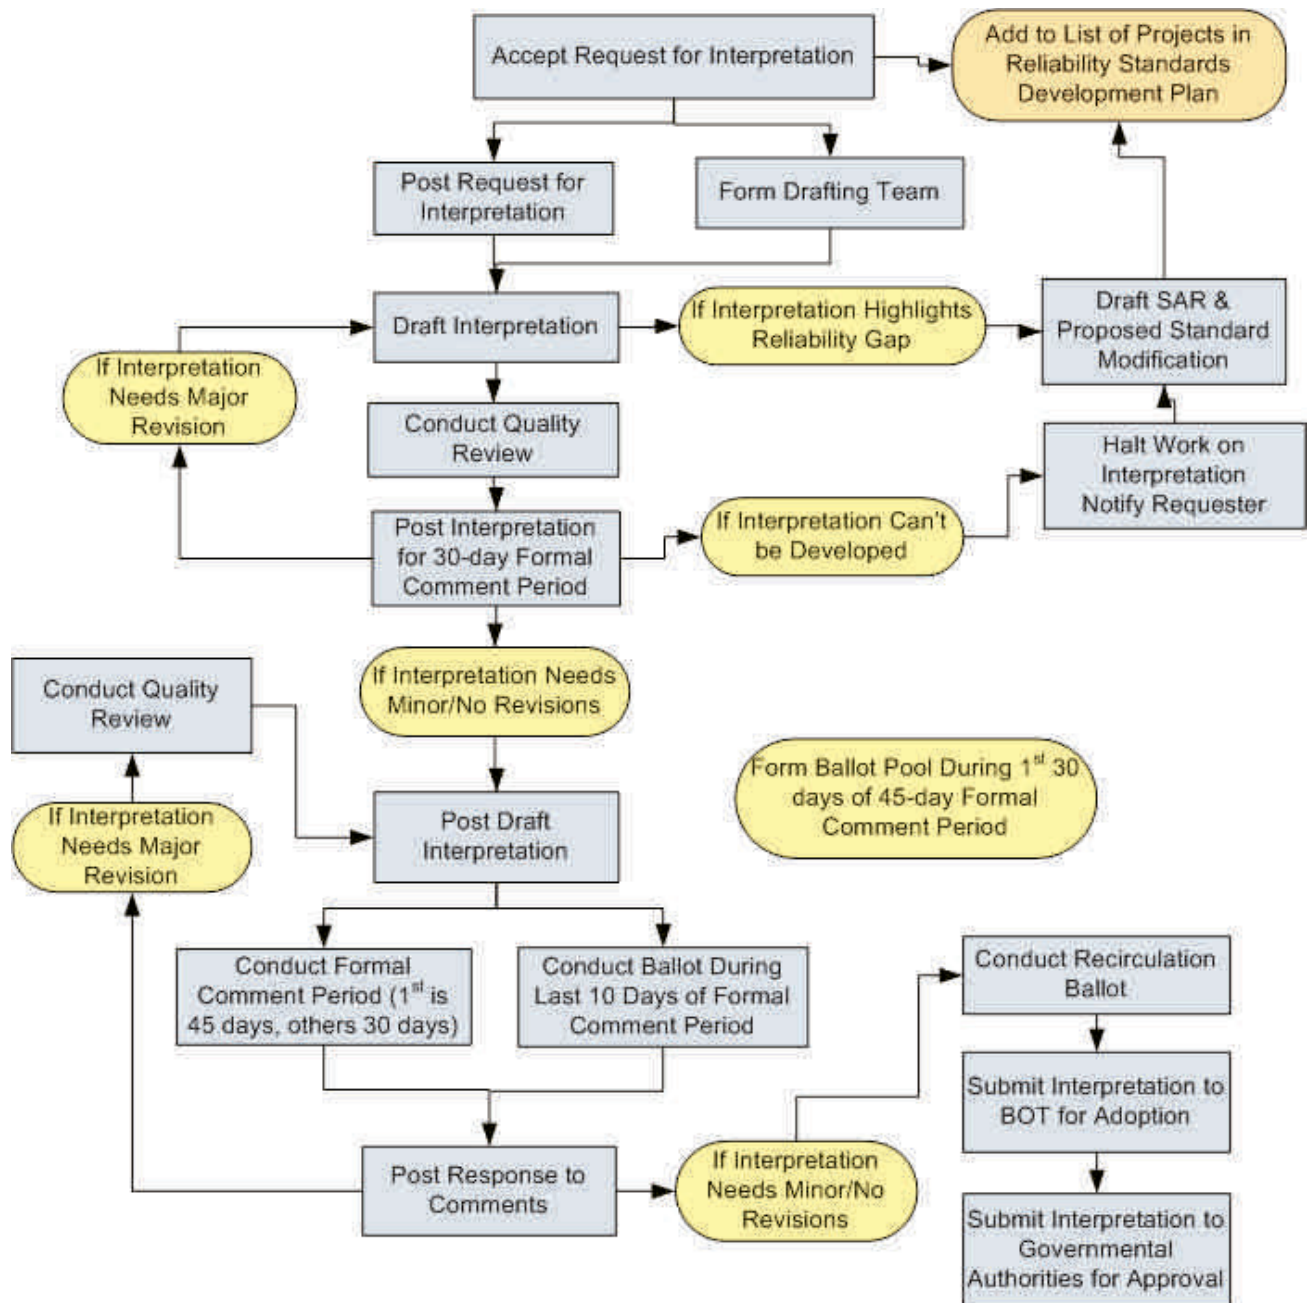 Accept Request for Interpretation
Add to List of Projects in
Reliability Standards
Development Plan
Post Request for
Interpretation
Form Drafting Team
Draft Interpretation
If Interpretation Highlights
Reliability Gap
Draft SAR &
Proposed Standard
Modification
If Interpretation
Needs Major
Revision
Conduct Quality
Review
Halt Work on
Interpretation
Notify Requester
Post Interpretation
for 30-day Formal
Comment Period
If Interpretation Can't
be Developed
If Interpretation Needs
Minor/No Revisions
Conduct Quality
Review
Form Ballot Pool During 1st 30
days of 45-day Formal
Comment Period
Post Draft
Interpretation
If Interpretation
Needs Major
Revision
Conduct Formal
Comment Period (1st is
45 days, others 30 days)
Conduct Ballot During
Last 10 Days of Formal
Comment Period
Conduct Recirculation
Ballot
Submit Interpretation to
BOT for Adoption
Post Response to
Comments
If Interpretation
Needs Minor/No
Revisions
Submit Interpretation to
Governmental
Authorities for Approval